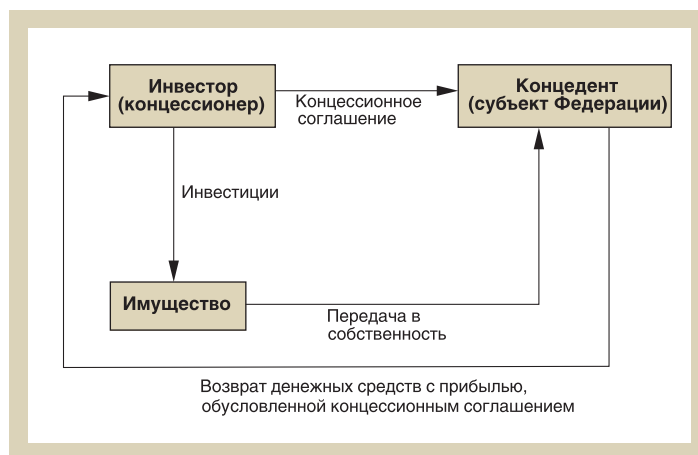 Инвестор
(концессионер)
Концессионное
соглашение
Концедент
(субъект Федерации)
Инвестиции
Имущество
Передача в
собственность
Возврат денежных средств с прибылью,
обусловленной концессионным соглашением